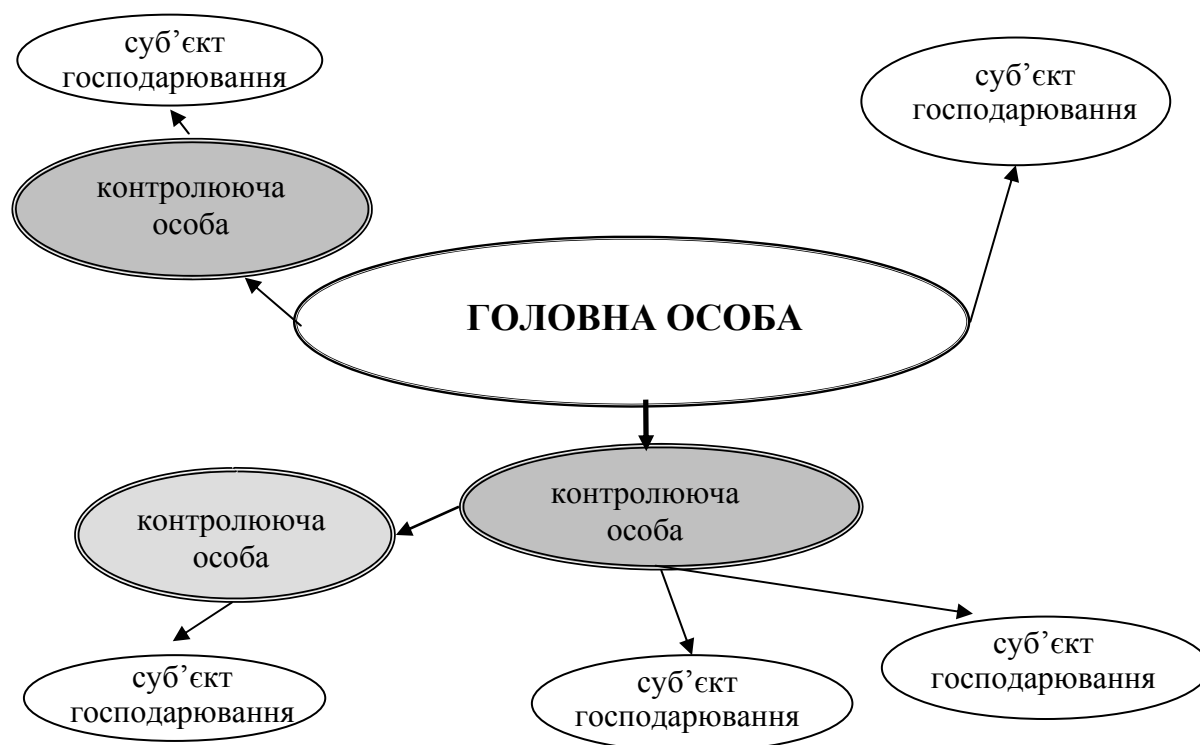 суб’єкт
господарювання
суб’єкт
господарювання
контролююча
особа
ГОЛОВНА ОСОБА
контролююча
особа
контролююча
особа
суб’єкт
господарювання
суб’єкт
господарювання
суб’єкт
господарювання